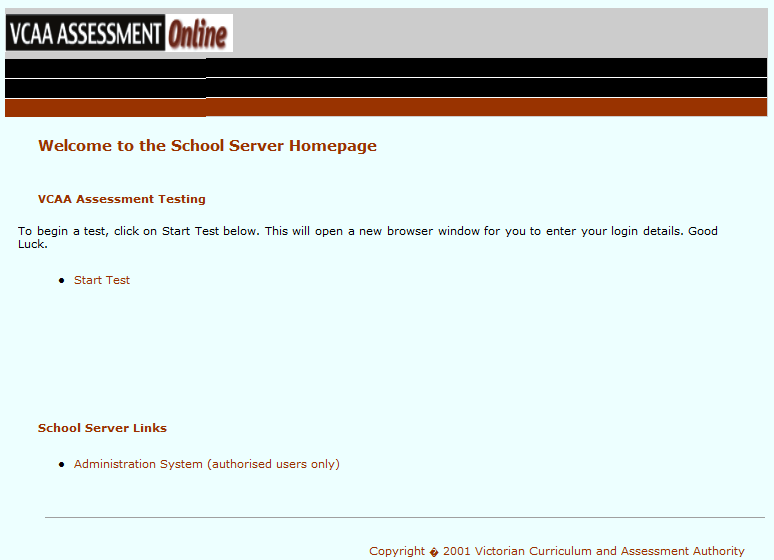 VCAA ASSESSMENT Online
Welcome to the School Server Homepage
VCAA Assessment Testing
To begin a test, click on Start Test below. This will open a new browser window for you to enter your login details. Good
Luck.
• Start Test
School Server Links
• Administration System (authorised users only)
Copyright � 2001 Victorian Curriculum and Assessment Authority